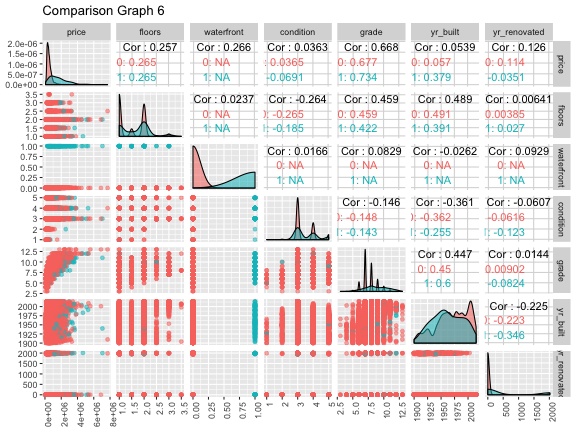 Comparison Graph 6
price floors waterfront condition grade yr_built yr_renovated
2.0e-06
1.5e-06
1.0e-06
5.0e-07
0.0e+00
Cor : 0.257 Cor : 0.266 Cor : 0.0363 Cor : 0.668 Cor : 0.0539 Cor : 0.126
0: 0.265 0: NA 0: 0.0365 0: 0.677 0: 0.057 0: 0.114
1: 0.265 1: NA 1: -0.0691 1: 0.734 1: 0.379 1: -0.0351
price
3.5
3.0
2.5
2.0
1.5
1.0
Cor : 0.0237 Cor : -0.264 Cor : 0.459 Cor : 0.489 Cor : 0.00641
0: NA 0: -0.265 0: 0.459 0: 0.491 0.00385
1: NA 1: -0.185 1: 0.422 1: 0.391 1: 0.027
floors
1.00
0.75
0.50
0.25
0.00
Cor : 0.0166 Cor : 0.0829 Cor : -0.0262 Cor : 0.0929
0: NA 0: NA 0: NA 0: NA
1: NA 1: NA 1: NA 1: NA
waterfront
5
4
3
2
1
Cor : -0.146 Cor : -0.361 Cor : -0.0607
): -0.148 0: -0.362 0: -0.0616
: -0.143 1: -0.255 1: -0.123
condition
12.5
10.0
7.5
5.0
2.5
Cor : 0.447 Cor : 0.0144
0: 0.45 0.00902
1: 0.6 1: -0.0824
grade
2000
1975
1950
1925
1900
Cor : -0.225
0: -0.223
1: -0.346
yr_built
2000
1500
1000
500
0
yr_renovated
0e+00 2e+06 4e+06 6e+06 8e+06 1.0 1.5 2.0 2.5 3.0 3.5 0.00 0.25 0.50 0.75 1.00 1 2 3 4 5 2.5 5.0 7.5 10.0 12.5 1900 1925 1950 1975 2000 0 500 1000 1500 2000